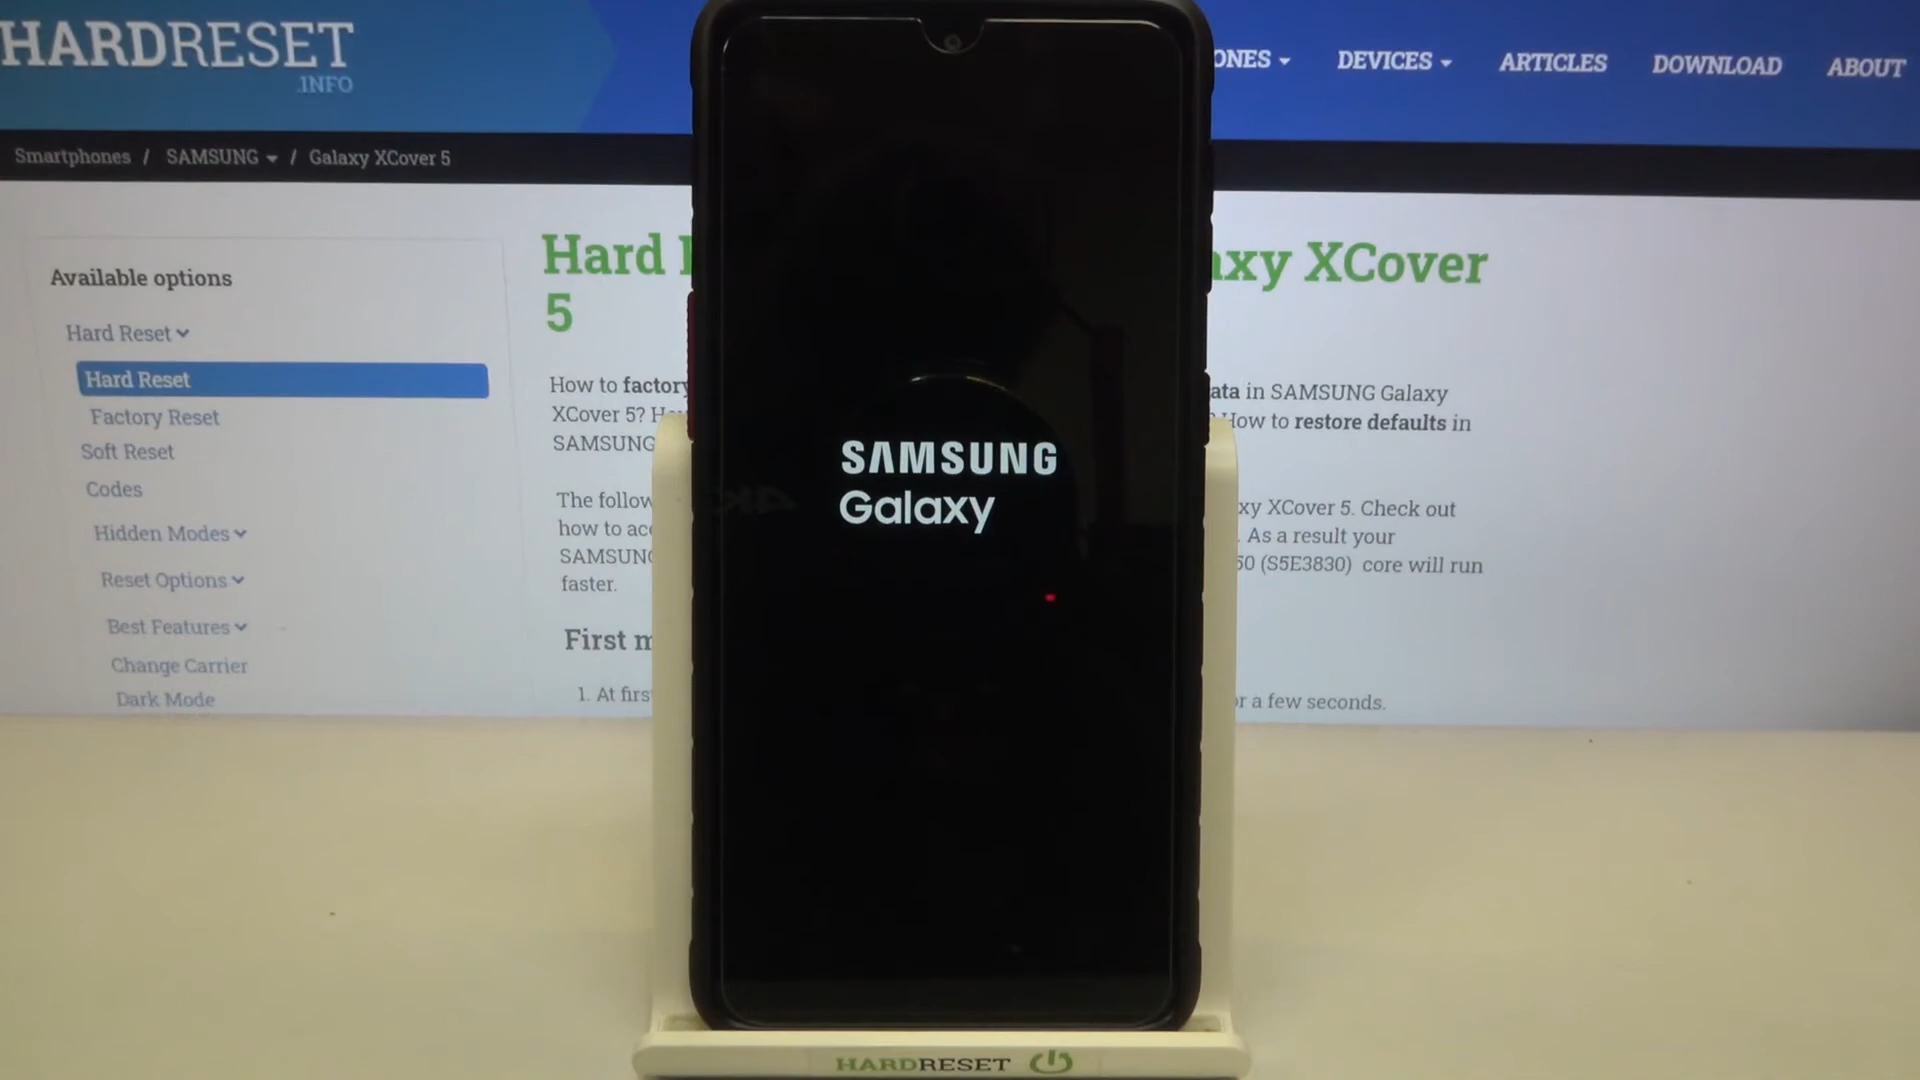 HARDRESET
.INFO
ONES
DEVICES
ARTICLES
DOWNLOAD
ABOUT
Smartphones / SAMSUNG / Galaxy XCover 5
Available options
Hard Reset
Hard Reset
Factory Reset
Soft Reset
Codes
Hidden Modes
Reset Options
Best Features
Change Carrier
Dark Mode
Hard
axy XCover
5
How to factory
ata in SAMSUNG Galaxy
XCover 5?
How to restore defaults in
SAMSUNG
The follow
xy XCover 5. Check out
how to acc
. As a result your
SAMSUNG
50 (S5E3830) core will run
faster.
First m
1. At firs
or a few seconds.
SAMSUNG
Galaxy
HARDRESET